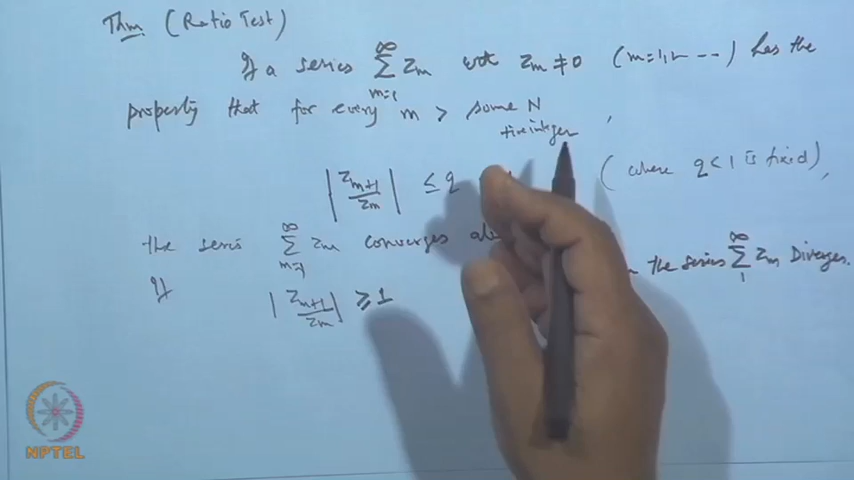 Thm (Ratio Test)
If a series ∑_{m=1}^{∞} z_m with z_m ≠ 0 (m=1,2,---) has the
property that for every m > some N ,
+ive integer
|z_{m+1}/z_m| ≤ q (where q<1 is fixed),
the series ∑_{m=1}^{∞} z_m converges
the series ∑_{1}^{∞} z_m Diverges.
If |z_{m+1}/z_m| ≥ 1
NPTEL